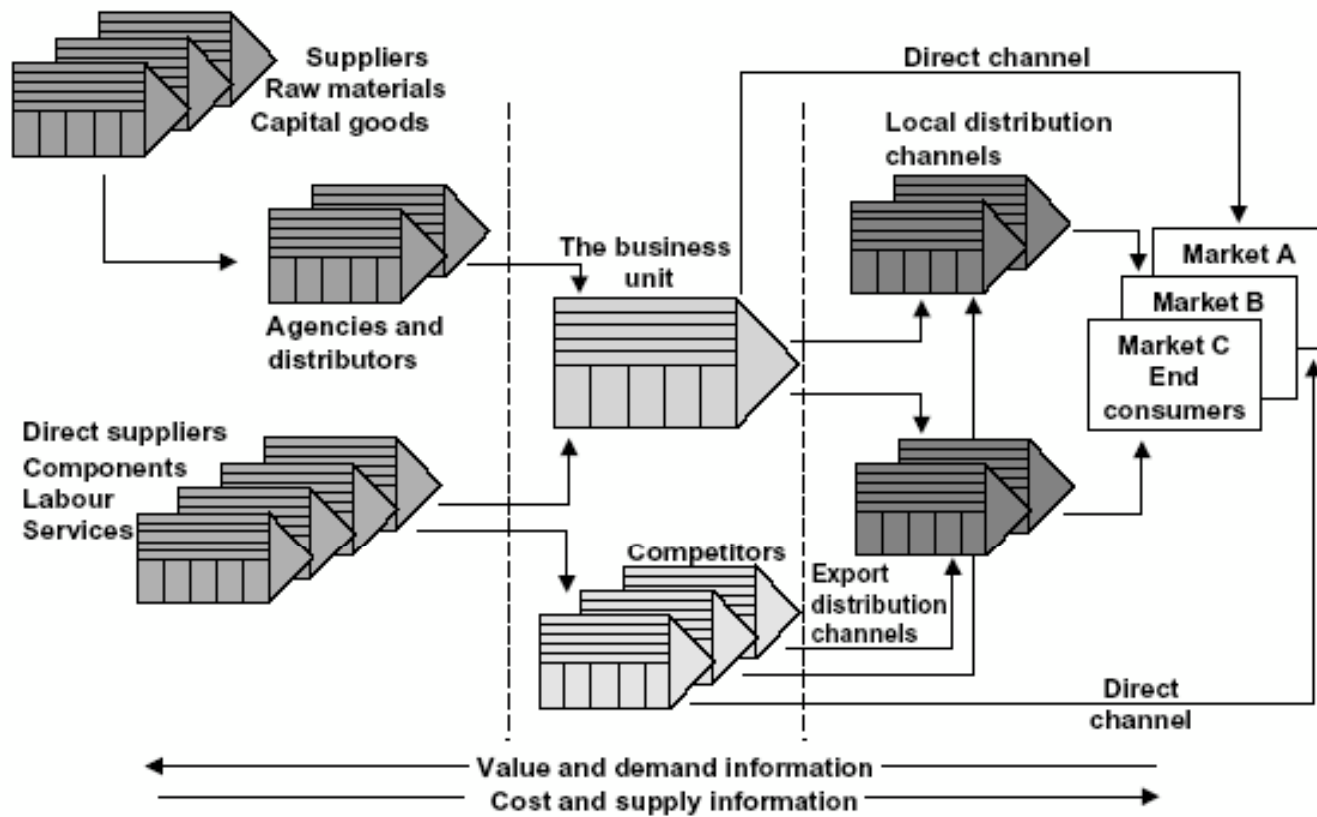 Suppliers
Raw materials
Capital goods
Direct channel
Local distribution
channels
The business
unit
Market A
Market B
Market C
End
consumers
Agencies and
distributors
Direct suppliers
Components
Labour
Services
Competitors
Export
distribution
channels
Direct
channel
Value and demand information
Cost and supply information